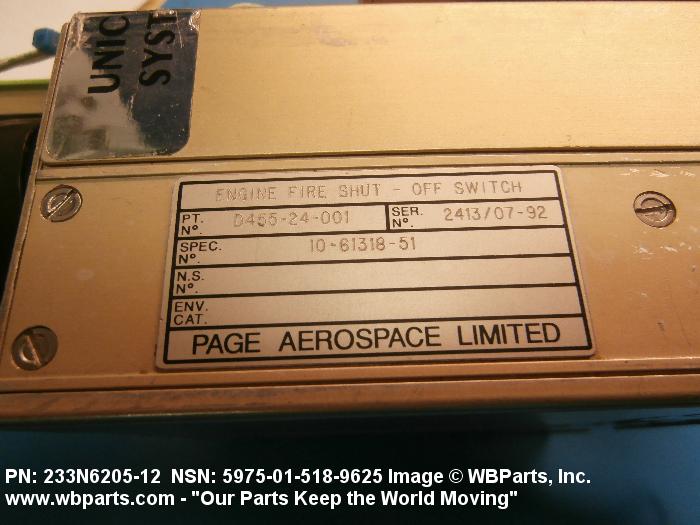 UNIC
SYST
ENGINE FIRE SHUT - OFF SWITCH
PT. Nº. D455-24-001 SER. Nº. 2413/07-92
SPEC. Nº. 10-61318-51
N.S. Nº.
ENV. CAT.
PAGE AEROSPACE LIMITED
PN: 233N6205-12 NSN: 5975-01-518-9625 Image © WBParts, Inc.
www.wbparts.com - "Our Parts Keep the World Moving"